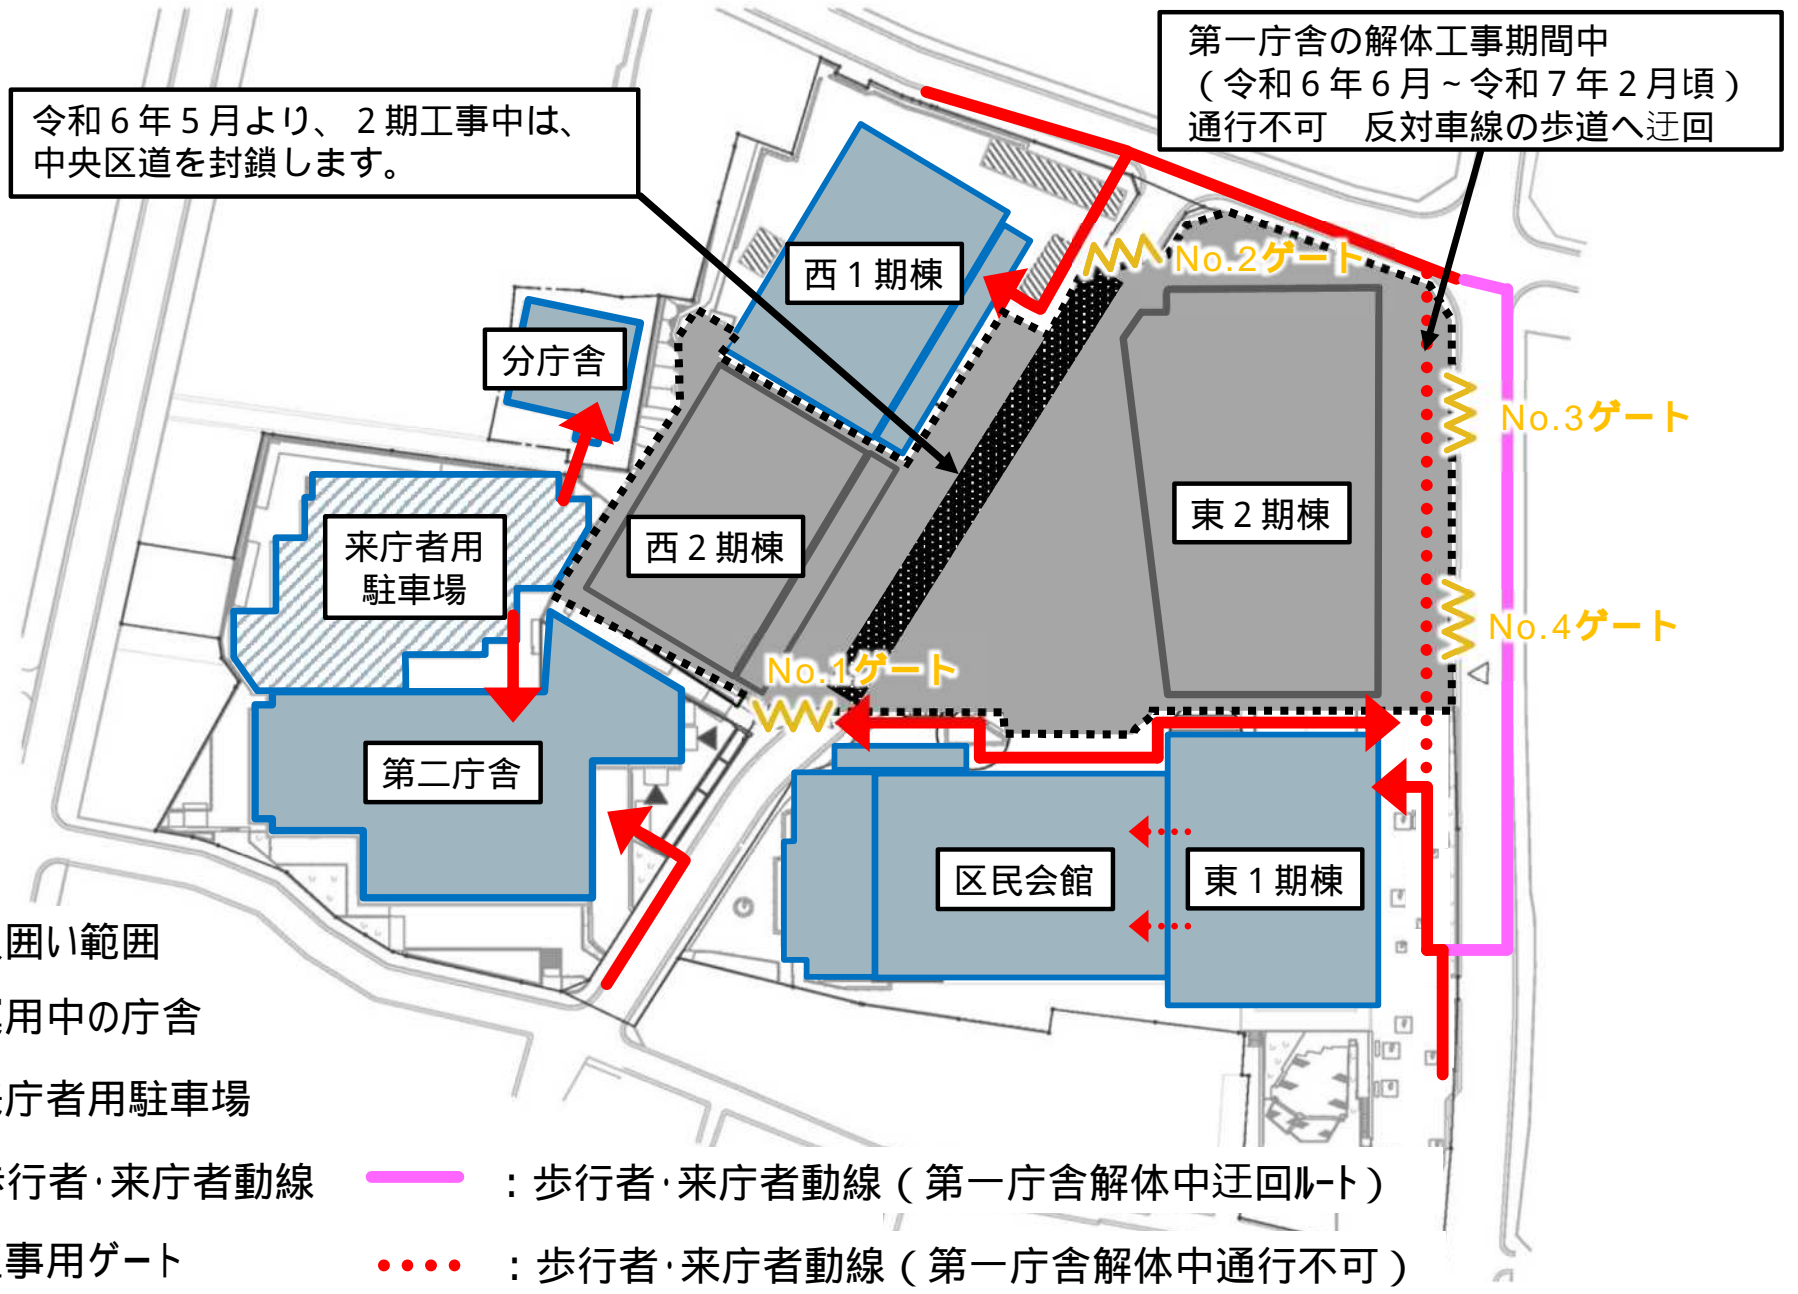 第一庁舎の解体工事期間中
（令和６年６月~令和７年２月頃）
通行不可　反対車線の歩道へ迂回
令和６年５月より、２期工事中は、
中央区道を封鎖します。
No.2ゲート
西１期棟
分庁舎
No.3ゲート
東２期棟
西２期棟
来庁者用
駐車場
No.4ゲート
No.1ゲート
第二庁舎
区民会館
東１期棟
囲い範囲
用中の庁舎
庁者用駐車場
行者･来庁者動線
：歩行者･来庁者動線（第一庁舎解体中迂回ﾙｰﾄ）
事用ゲート
：歩行者･来庁者動線（第一庁舎解体中通行不可）